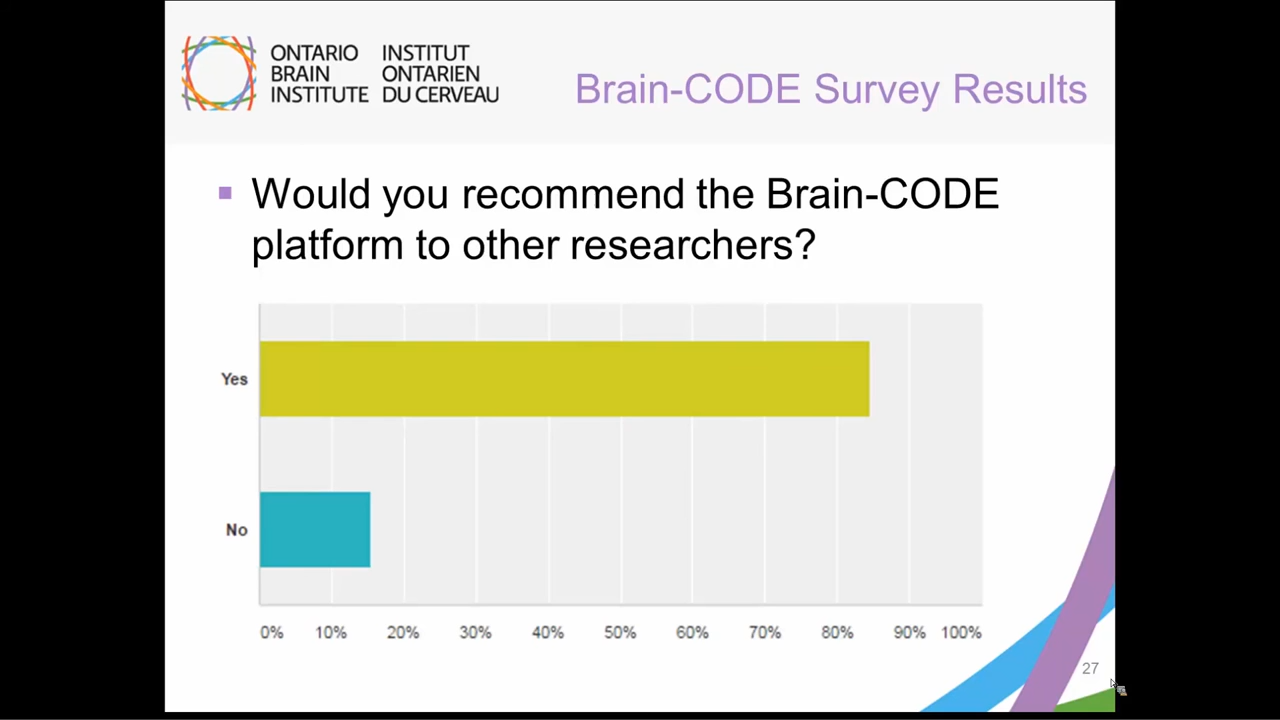 ONTARIO
BRAIN
INSTITUTE
INSTITUT
ONTARIEN
DU CERVEAU
Brain-CODE Survey Results
Would you recommend the Brain-CODE
platform to other researchers?
Yes
No
0% 10% 20% 30% 40% 50% 60% 70% 80% 90% 100%
27